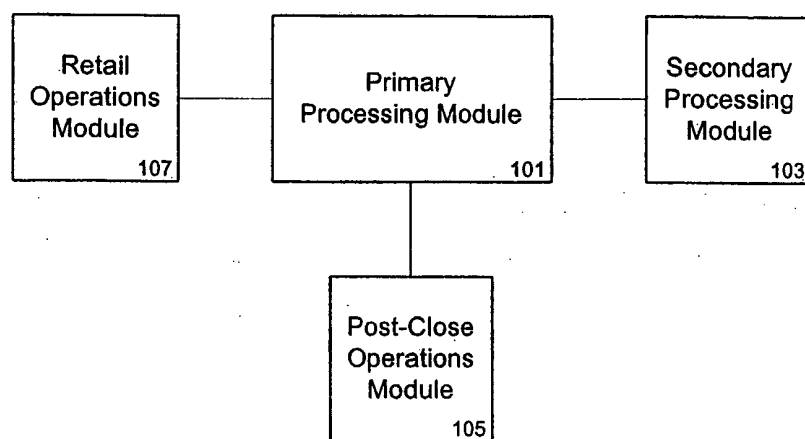 Retail
Operations
Module
107
Primary
Processing Module
101
Secondary
Processing
Module
103
Post-Close
Operations
Module
105